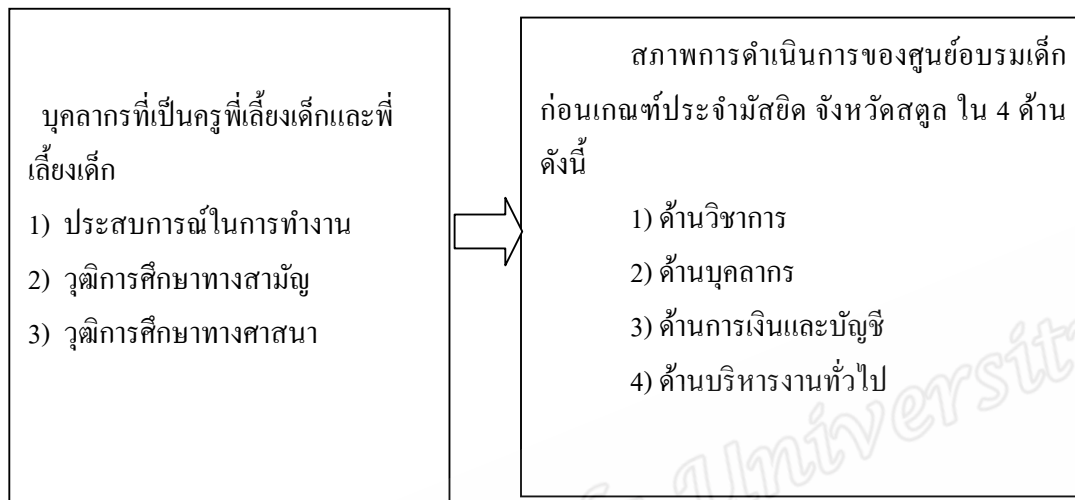 บุคลากรที่เป็นครูพี่เลี้ยงเด็กและพี่
เลี้ยงเด็ก
1) ประสบการณ์ในการทำงาน
2) วุฒิการศึกษาทางสามัญ
3) วุฒิการศึกษาทางศาสนา
สภาพการดำเนินการของศูนย์อบรมเด็ก
ก่อนเกณฑ์ประจำมัสยิด จังหวัดสตูล ใน 4 ด้าน
ดังนี้
1) ด้านวิชาการ
2) ด้านบุคลากร
3) ด้านการเงินและบัญชี
4) ด้านบริหารงานทั่วไป